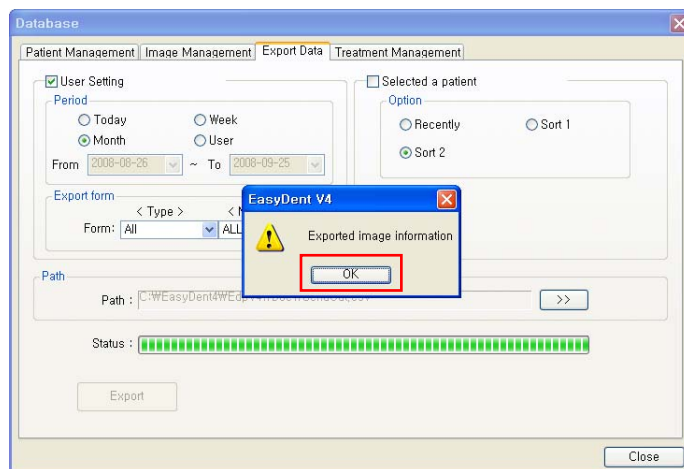 Database
Patient Management Image Management Export Data Treatment Management
User Setting
Selected a patient
Period
Option
Today Week
Recently Sort 1
Month User
Sort 2
From 2008-08-26 ~ To 2008-09-25
Export form
EasyDent V4
< Type >
Form: All ALL
Exported image information
OK
Path
Path : C:\EasyDent4\
>>
Status :
Export
Close